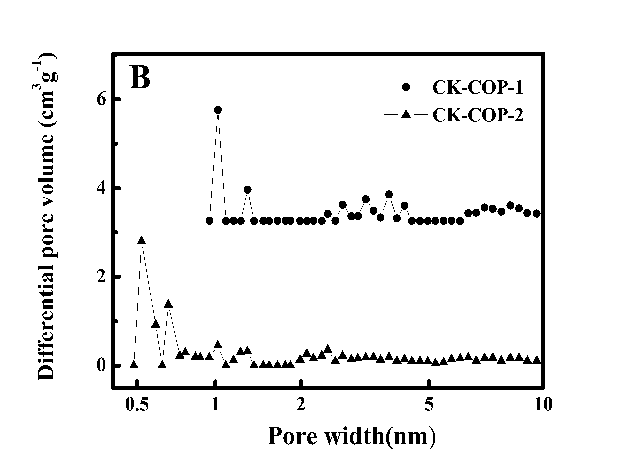 B
CK-COP-1
CK-COP-2
Differential pore volume (cm³g⁻¹)
6
4
2
0
0.5 1 2 5 10
Pore width(nm)